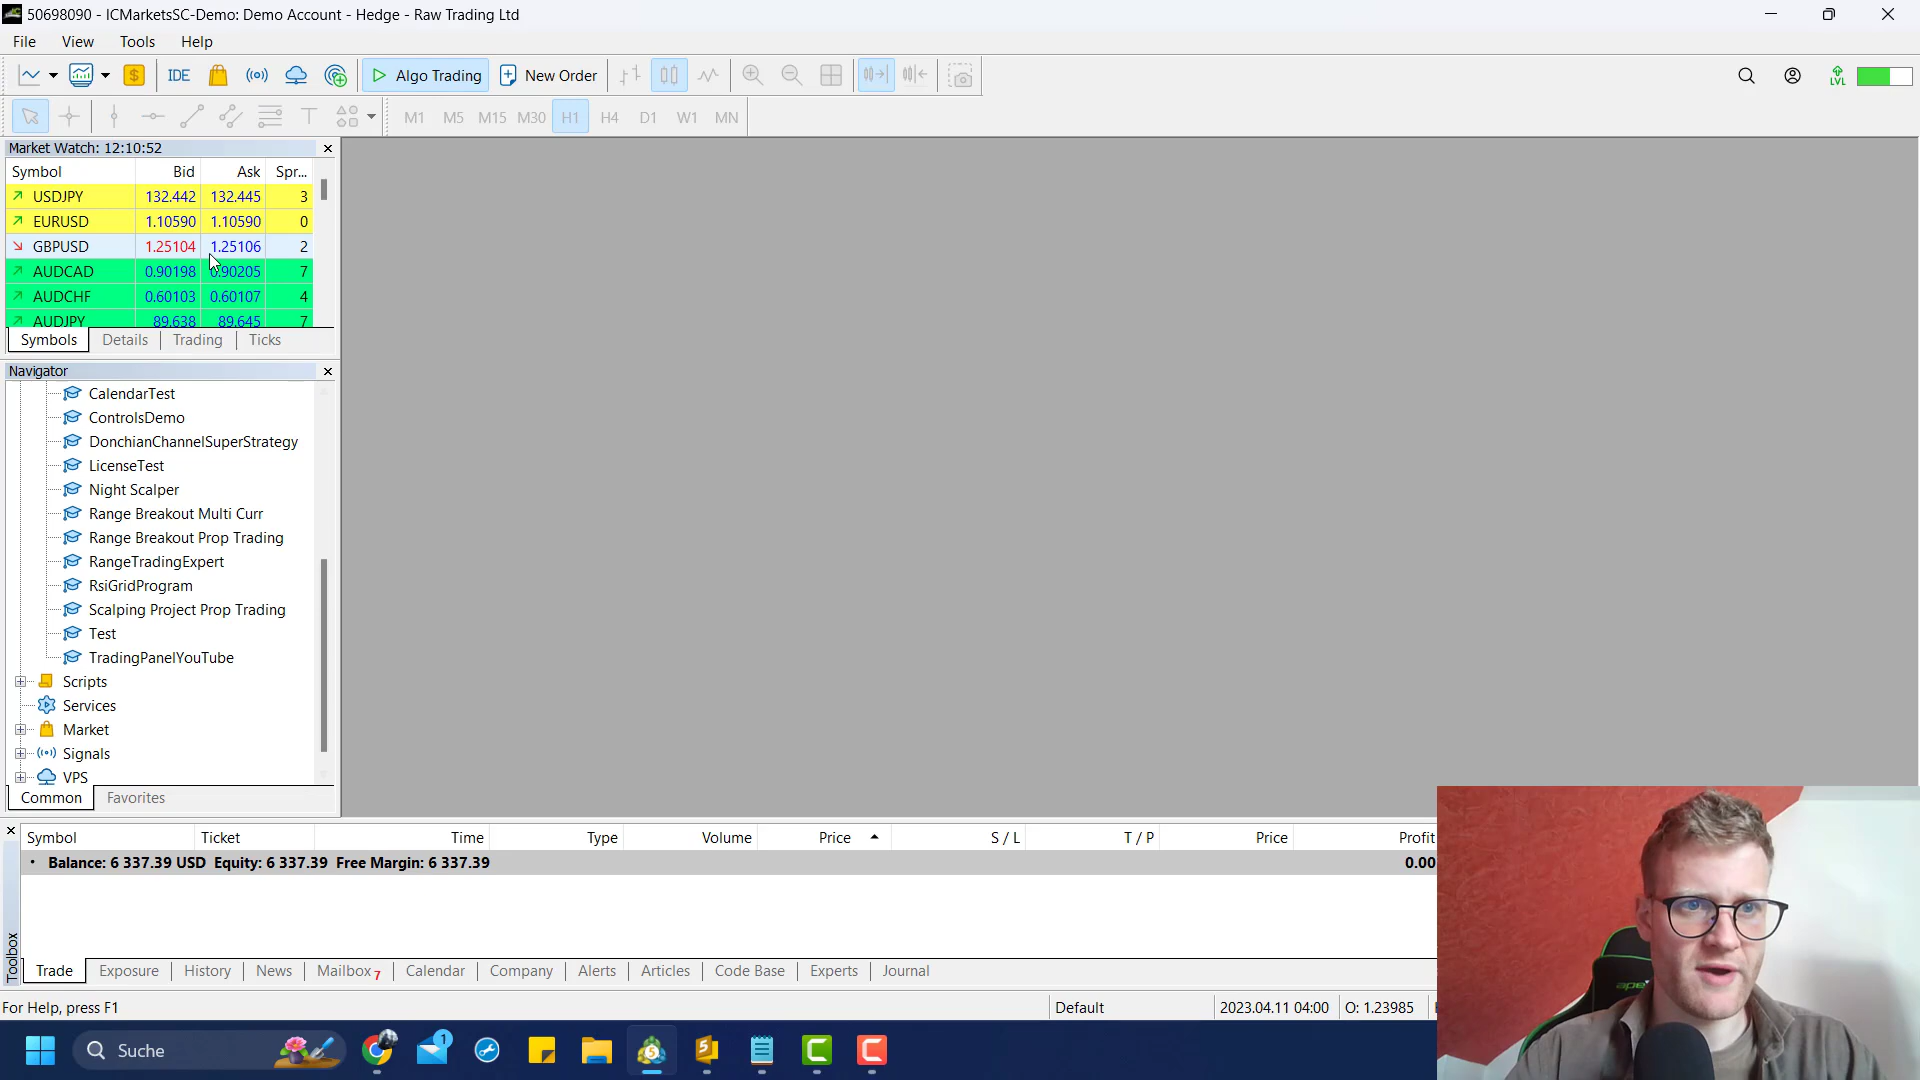 50698090 - ICMarketsSC-Demo: Demo Account - Hedge - Raw Trading Ltd
File View Tools Help
IDE Algo Trading New Order LVL
M1 M5 M15 M30 H1 H4 D1 W1 MN
Market Watch: 12:10:52
Symbol Bid Ask Spr...
USDJPY 132.442 132.445 3
EURUSD 1.10590 1.10590 0
GBPUSD 1.25104 1.25106 2
AUDCAD 0.90198 0.90205 7
AUDCHF 0.60103 0.60107 4
AUDJPY 89.638 89.645 7
Symbols Details Trading Ticks
Navigator
CalendarTest
ControlsDemo
DonchianChannelSuperStrategy
LicenseTest
Night Scalper
Range Breakout Multi Curr
Range Breakout Prop Trading
RangeTradingExpert
RsiGridProgram
Scalping Project Prop Trading
Test
TradingPanelYouTube
Scripts
Services
Market
Signals
VPS
Common Favorites
Symbol Ticket Time Type Volume Price S / L T / P Price Profit
Balance: 6 337.39 USD Equity: 6 337.39 Free Margin: 6 337.39 0.00
Toolbox
Trade Exposure History News Mailbox 7 Calendar Company Alerts Articles Code Base Experts Journal
For Help, press F1 Default 2023.04.11 04:00 O: 1.23985
Suche 1